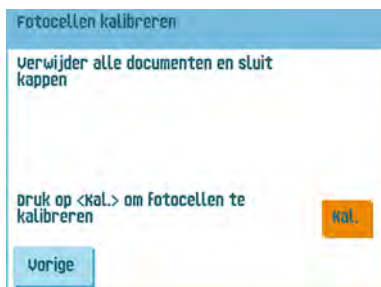 Fotocellen kalibreren
Verwijder alle documenten en sluit
kappen
Druk op <Kal.> om fotocellen te
kalibreren
Kal.
Vorige